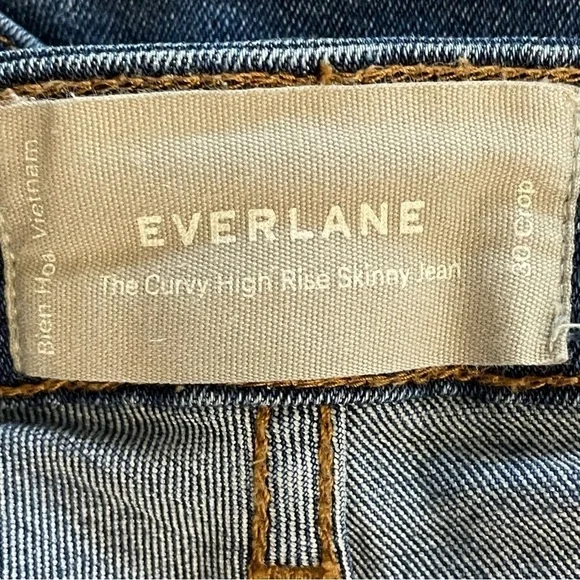 Bien Hoa, Vietnam
EVERLANE
The Curvy High Rise Skinny Jean
30 Crop